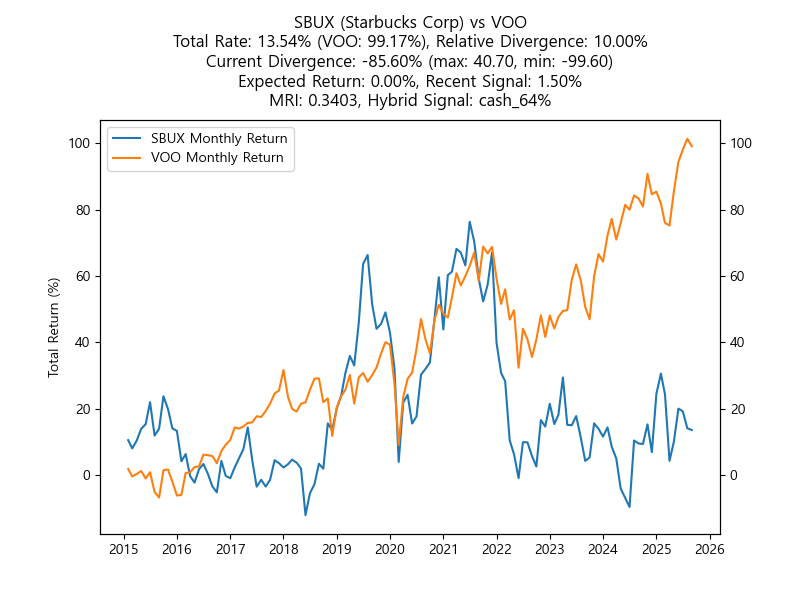 SBUX (Starbucks Corp) vs VOO
Total Rate: 13.54% (VOO: 99.17%), Relative Divergence: 10.00%
Current Divergence: -85.60% (max: 40.70, min: -99.60)
Expected Return: 0.00%, Recent Signal: 1.50%
MRI: 0.3403, Hybrid Signal: cash_64%
SBUX Monthly Return
VOO Monthly Return
Total Return (%)
100
80
60
40
20
0
100
80
60
40
20
0
2015 2016 2017 2018 2019 2020 2021 2022 2023 2024 2025 2026